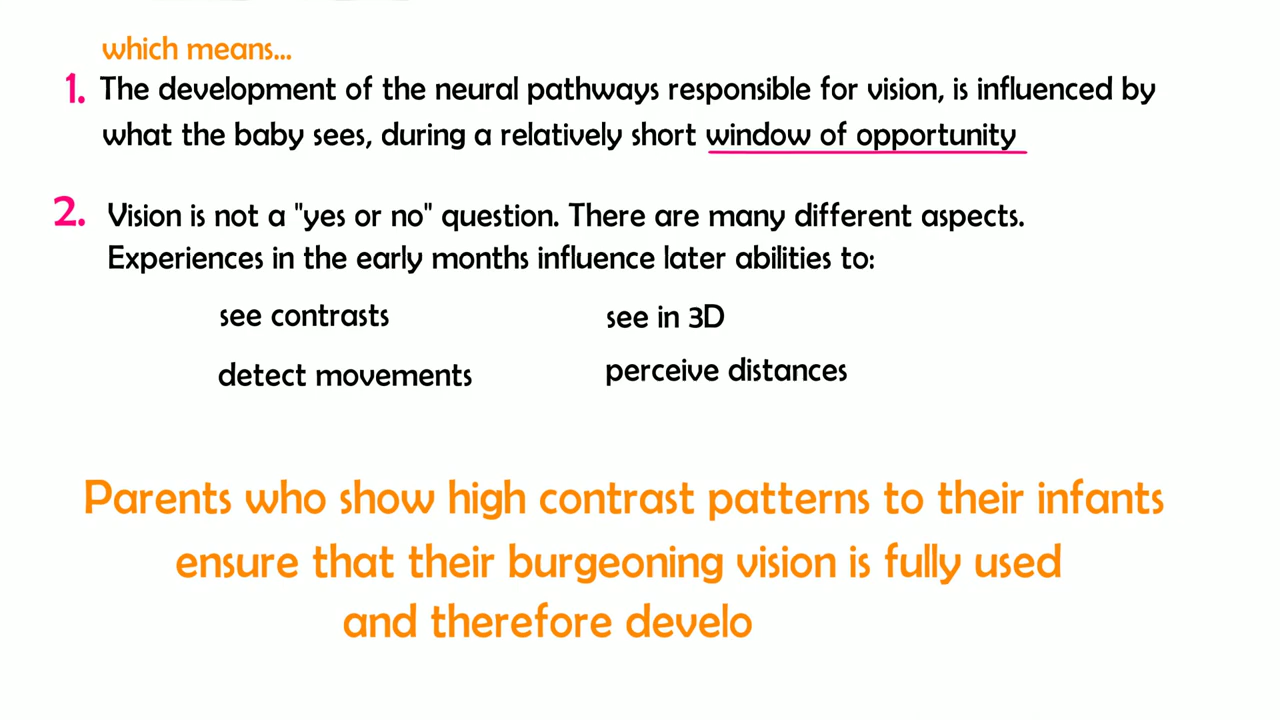 which means...
1. The development of the neural pathways responsible for vision, is influenced by
what the baby sees, during a relatively short window of opportunity
2. Vision is not a "yes or no" question. There are many different aspects.
Experiences in the early months influence later abilities to:
see contrasts see in 3D
detect movements perceive distances
Parents who show high contrast patterns to their infants
ensure that their burgeoning vision is fully used
and therefore develo